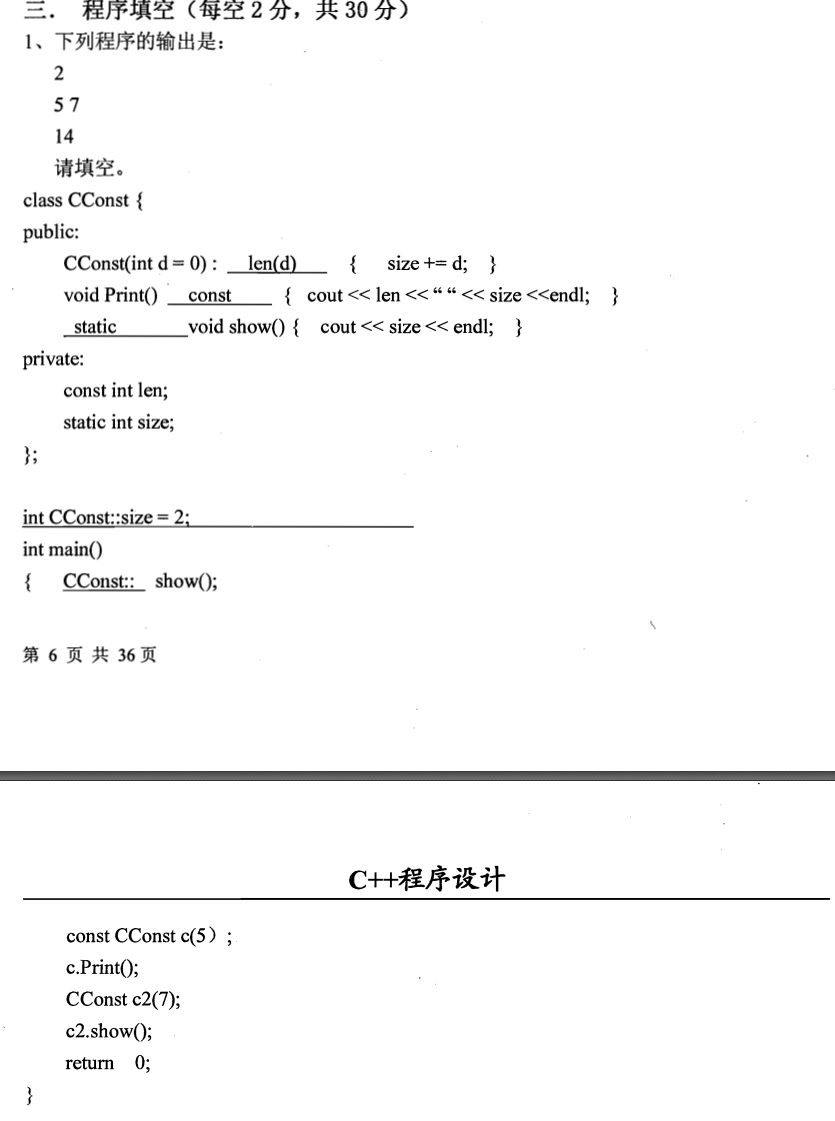 三. 程序填空（每空 2 分，共 30 分）
1、下列程序的输出是：
2
5 7
14
请填空。
class CConst {
public:
CConst(int d = 0) : len(d) { size += d; }
void Print() const { cout << len << “ “ << size <<endl; }
static void show() { cout << size << endl; }
private:
const int len;
static int size;
};
int CConst::size = 2;
int main()
{ CConst:: show();
第 6 页 共 36 页
C++程序设计
const CConst c(5）;
c.Print();
CConst c2(7);
c2.show();
return 0;
}